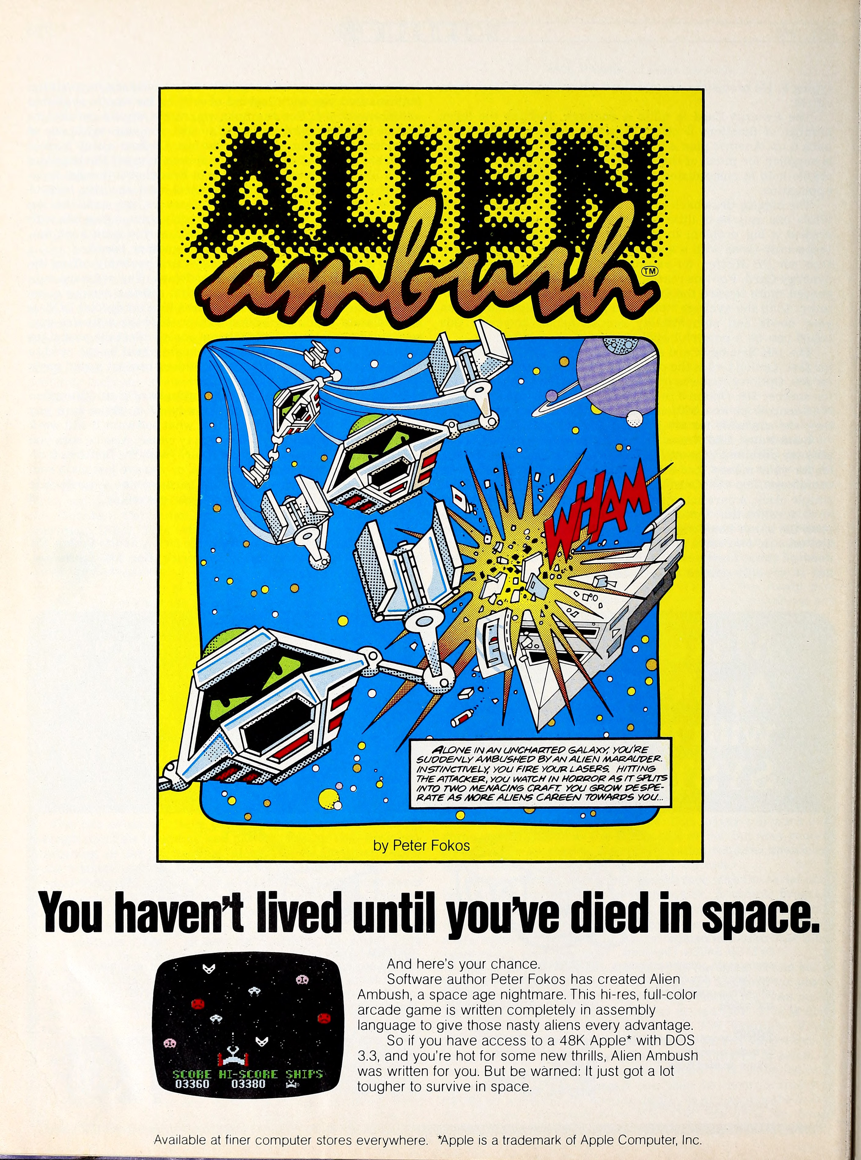 ALIEN
ambush TM
WHAM
ALONE IN AN UNCHARTED GALAXY, YOU'RE
SUDDENLY AMBUSHED BY AN ALIEN MARAUDER.
INSTINCTIVELY, YOU FIRE YOUR LASERS. HITTING
THE ATTACKER, YOU WATCH IN HORROR AS IT SPLITS
INTO TWO MENACING CRAFT. YOU GROW DESPE-
RATE AS MORE ALIENS CAREEN TOWARDS YOU...
by Peter Fokos
You haven't lived until you've died in space.
And here's your chance.
Software author Peter Fokos has created Alien
Ambush, a space age nightmare. This hi-res, full-color
arcade game is written completely in assembly
language to give those nasty aliens every advantage.
So if you have access to a 48K Apple* with DOS
3.3, and you're hot for some new thrills, Alien Ambush
was written for you. But be warned: It just got a lot
tougher to survive in space.
SCORE HI-SCORE SHIPS
03360 03380
Available at finer computer stores everywhere. *Apple is a trademark of Apple Computer, Inc.